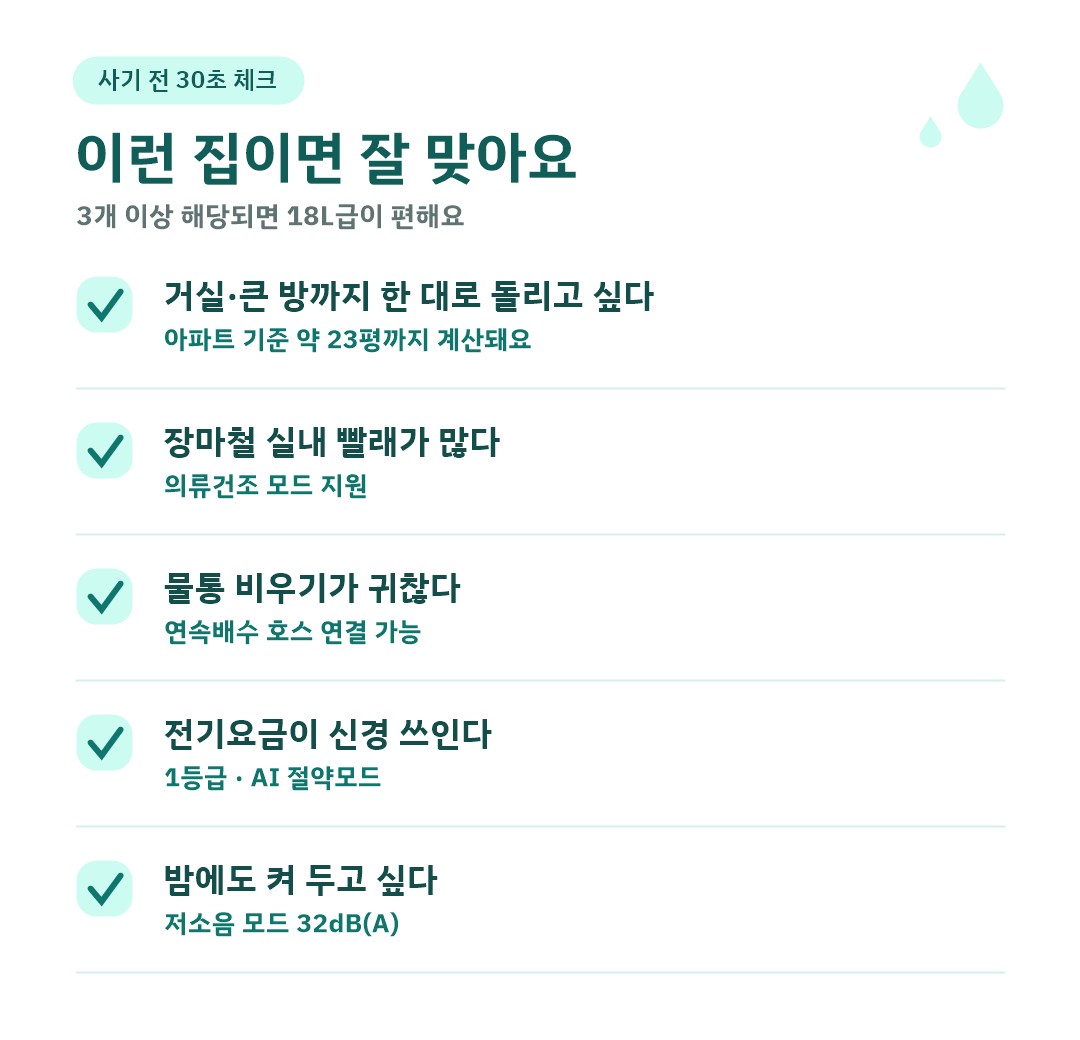 사기 전 30초 체크
이런 집이면 잘 맞아요
3개 이상 해당되면 18L급이 편해요
거실·큰 방까지 한 대로 돌리고 싶다
아파트 기준 약 23평까지 계산돼요
장마철 실내 빨래가 많다
의류건조 모드 지원
물통 비우기가 귀찮다
연속배수 호스 연결 가능
전기요금이 신경 쓰인다
1등급 · AI 절약모드
밤에도 켜 두고 싶다
저소음 모드 32dB(A)